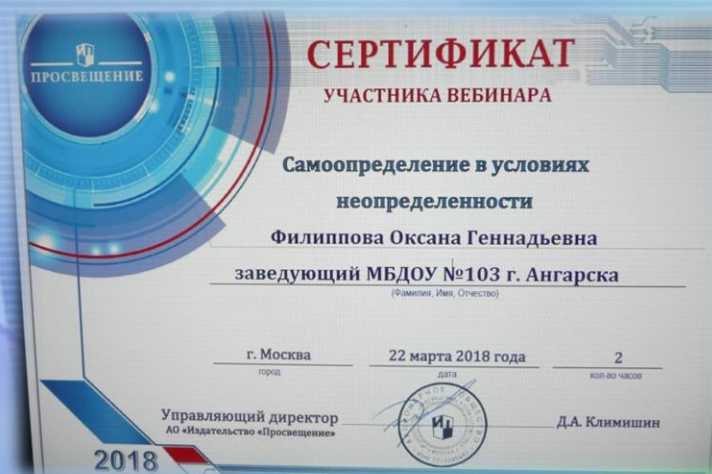 ПРОСВЕЩЕНИЕ
СЕРТИФИКАТ
УЧАСТНИКА ВЕБИНАРА
Самоопределение в условиях
неопределенности
Филиппова Оксана Геннадьевна
заведующий МБДОУ №103 г. Ангарска
(Фамилия, Имя, Отчество)
г. Москва 22 марта 2018 года 2
город дата кол-во часов
Управляющий директор Д.А. Климишин
АО «Издательство «Просвещение»
2018